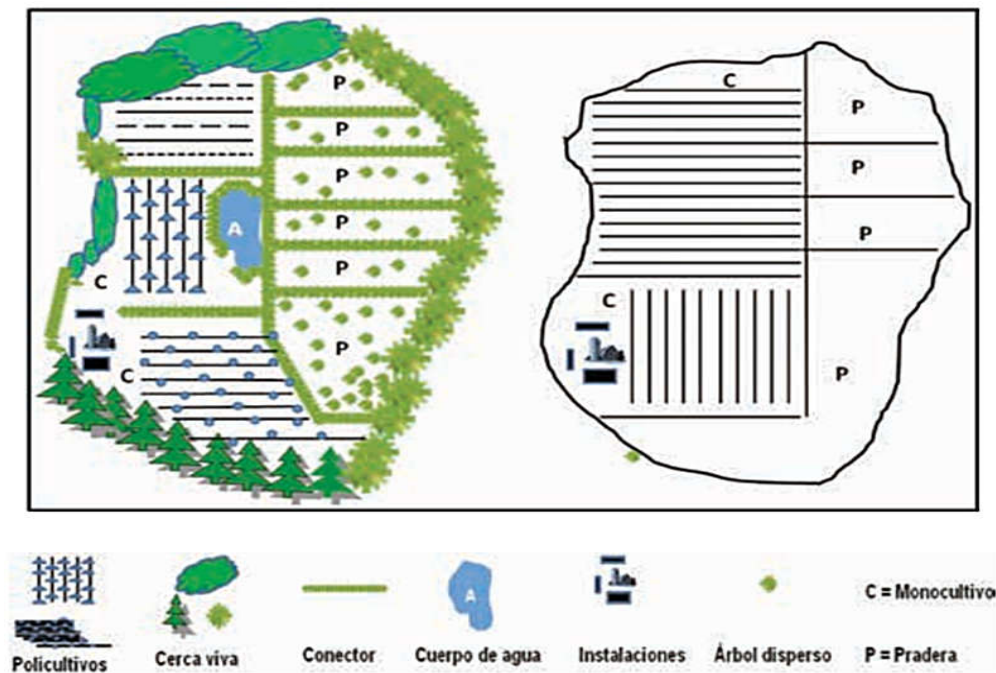 P
P
P
P
P
P
A
C
C
C
P
P
P
C
P
A
Policultivos
Cerca viva
Conector
Cuerpo de agua
Instalaciones
Árbol disperso
C = Monocultivo
P = Pradera